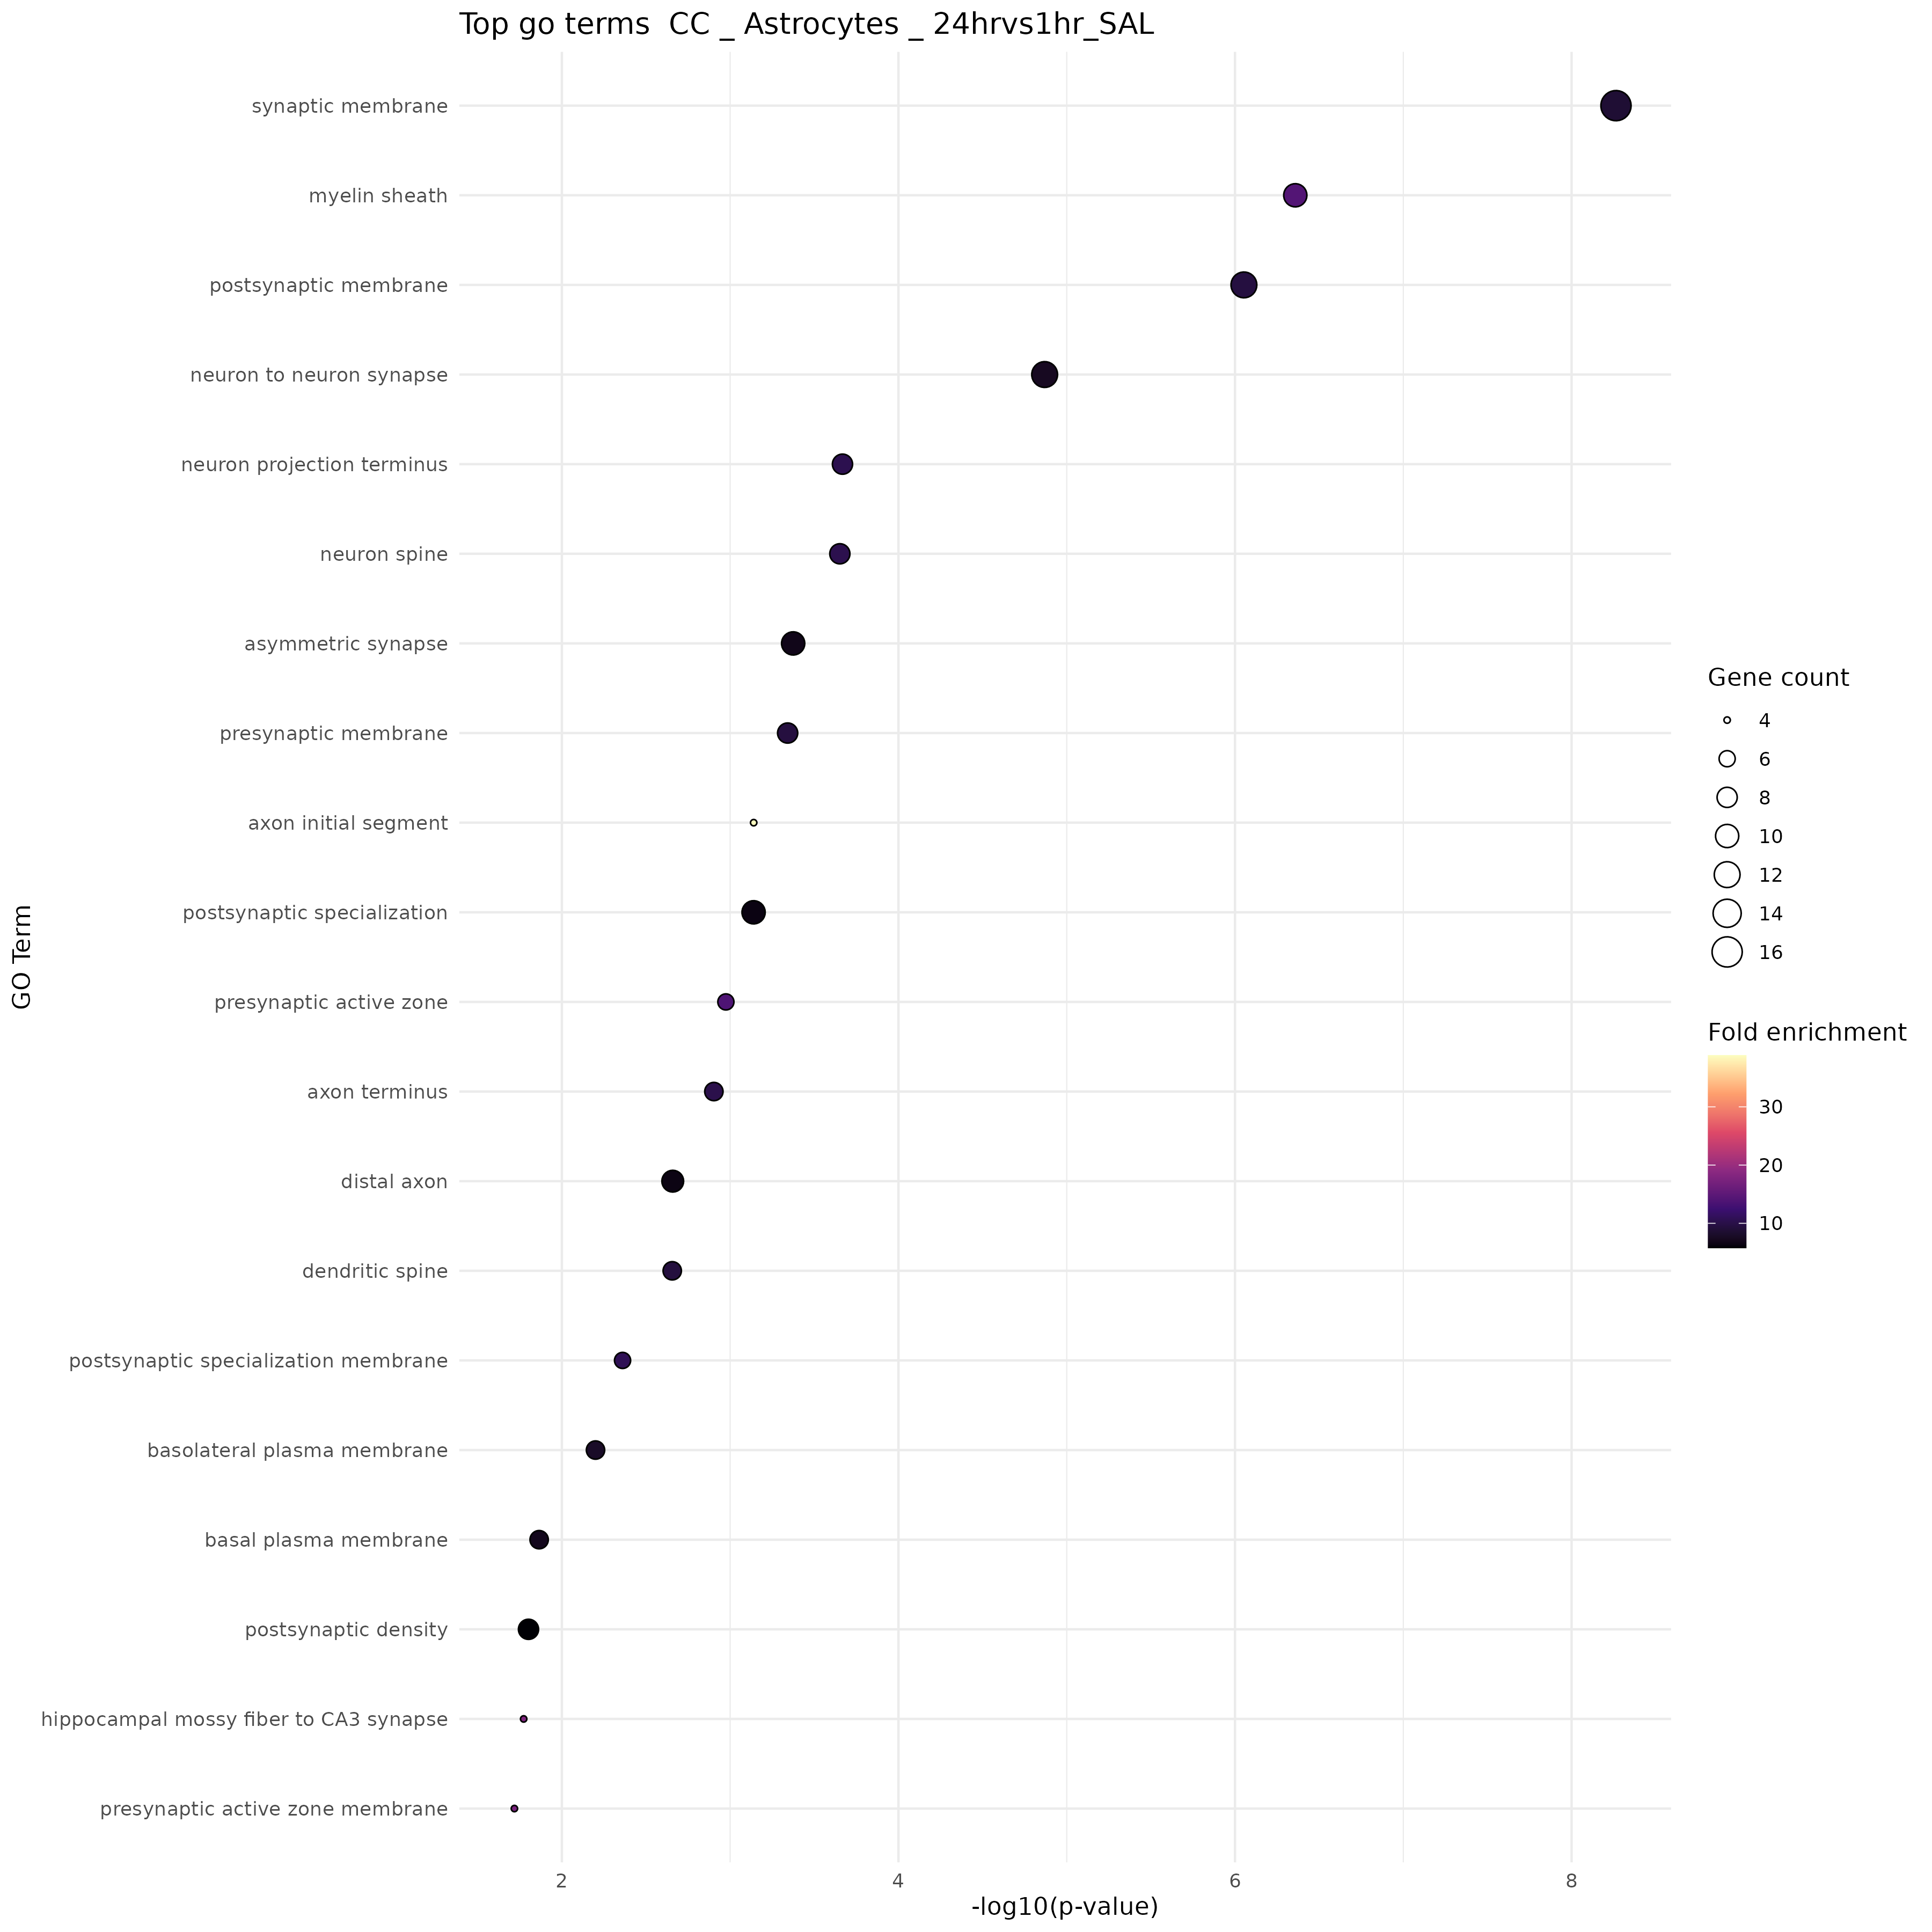 Top go terms  CC _ Astrocytes _ 24hrvs1hr_SAL
synaptic membrane
myelin sheath
postsynaptic membrane
neuron to neuron synapse
neuron projection terminus
neuron spine
asymmetric synapse
presynaptic membrane
axon initial segment
postsynaptic specialization
presynaptic active zone
axon terminus
distal axon
dendritic spine
postsynaptic specialization membrane
basolateral plasma membrane
basal plasma membrane
postsynaptic density
hippocampal mossy fiber to CA3 synapse
presynaptic active zone membrane
GO Term
2 4 6 8
-log10(p-value)
Gene count
4
6
8
10
12
14
16
Fold enrichment
30
20
10